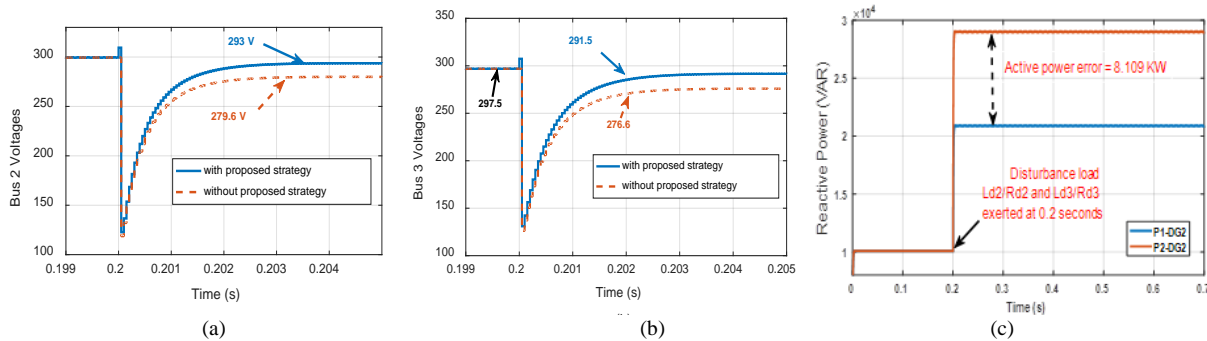 Bus 2 Voltages
300
250
200
150
100
293 V
279.6 V
with proposed strategy
without proposed strategy
0.199
0.2
0.201
0.202
0.203
0.204
Time (s)
(a)
Bus 3 Voltages
300
250
200
150
100
291.5
297.5
276.6
with proposed strategy
without proposed strategy
0.199
0.2
0.201
0.202
0.203
0.204
0.205
Time (s)
(b)
Reactive Power (VAR)
×10⁴
3
2.5
2
1.5
1
Active power error = 8.109 KW
Disturbance load
Ld2/Rd2 and Ld3/Rd3
exerted at 0.2 seconds
P1-DG2
P2-DG2
0
0.1
0.2
0.3
0.4
0.5
0.6
0.7
Time (s)
(c)